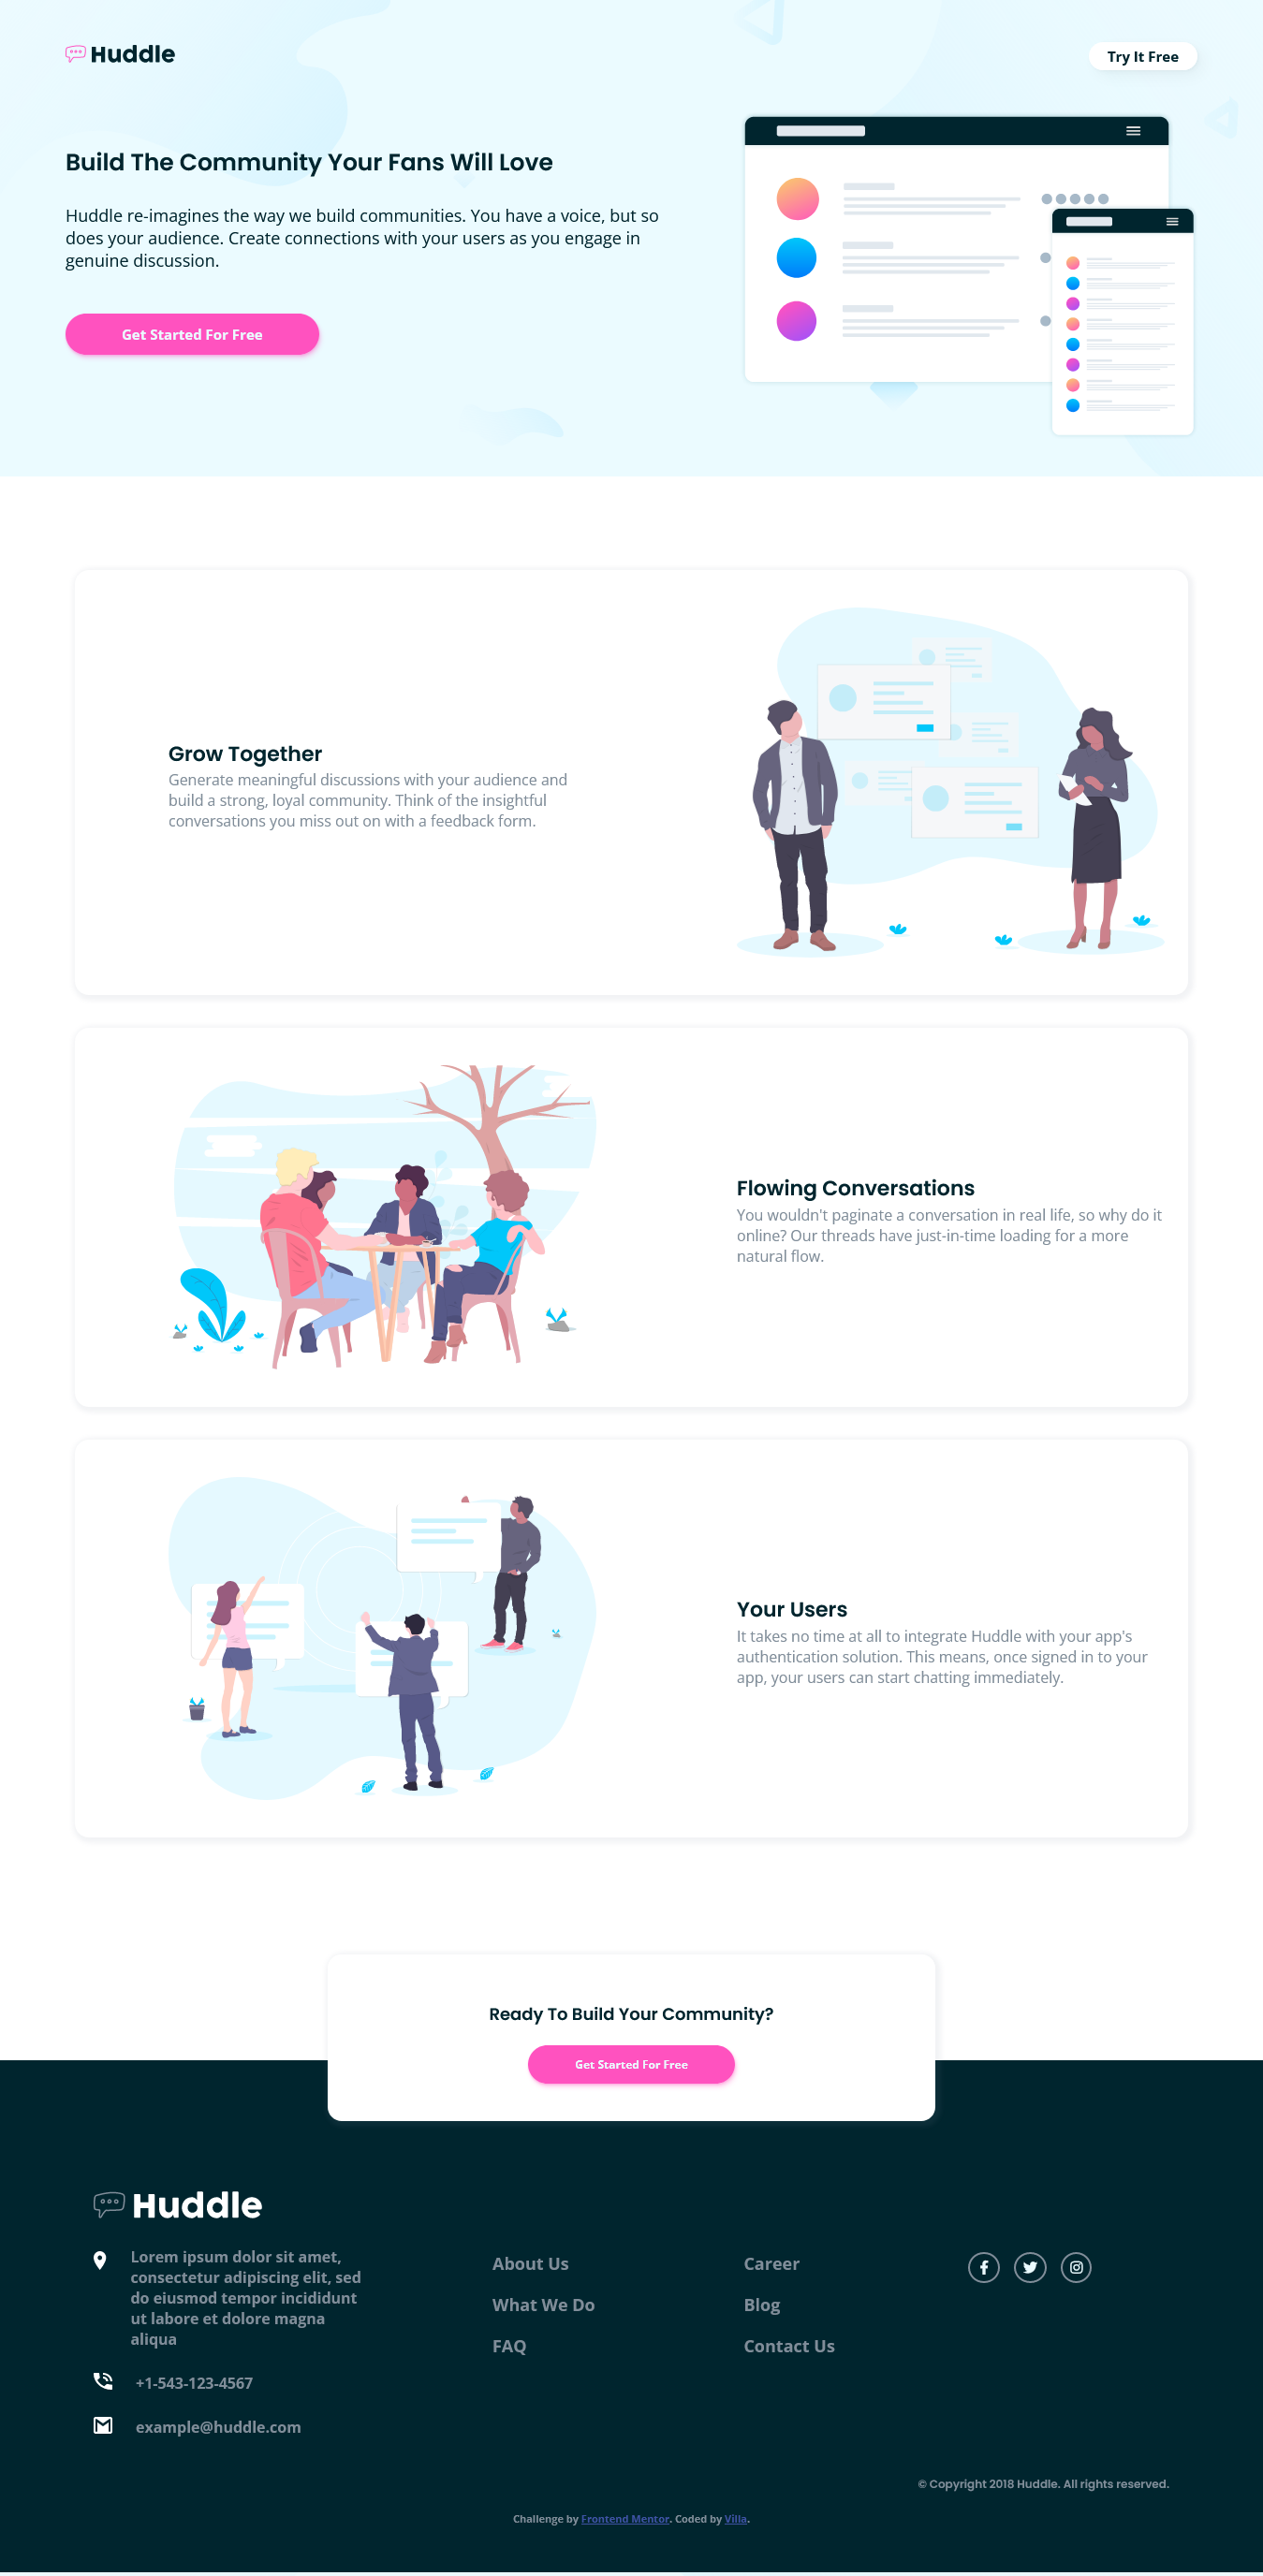 Huddle
Try It Free
Build The Community Your Fans Will Love
Huddle re-imagines the way we build communities. You have a voice, but so
does your audience. Create connections with your users as you engage in
genuine discussion.
Get Started For Free
Grow Together
Generate meaningful discussions with your audience and
build a strong, loyal community. Think of the insightful
conversations you miss out on with a feedback form.
Flowing Conversations
You wouldn't paginate a conversation in real life, so why do it
online? Our threads have just-in-time loading for a more
natural flow.
Your Users
It takes no time at all to integrate Huddle with your app's
authentication solution. This means, once signed in to your
app, your users can start chatting immediately.
Ready To Build Your Community?
Get Started For Free
Huddle
Lorem ipsum dolor sit amet,
consectetur adipiscing elit, sed
do eiusmod tempor incididunt
ut labore et dolore magna
aliqua
+1-543-123-4567
example@huddle.com
About Us
What We Do
FAQ
Career
Blog
Contact Us
© Copyright 2018 Huddle. All rights reserved.
Challenge by Frontend Mentor. Coded by Villa.